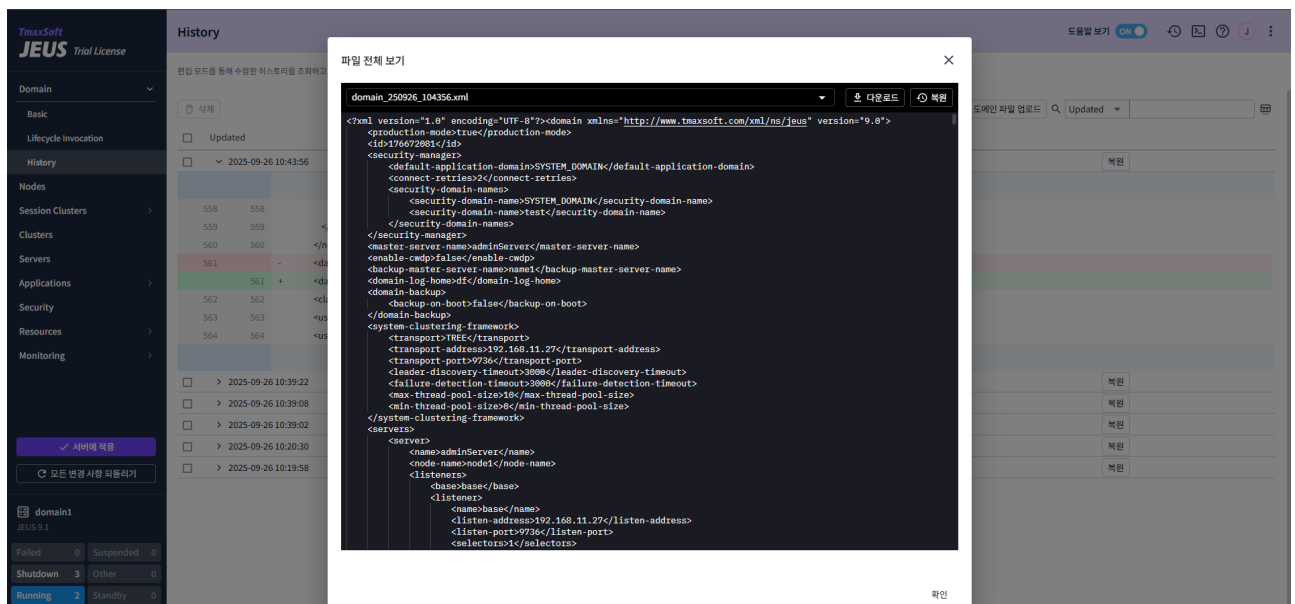 TmaxSoft
JEUS Trial License
History
도움말 보기 ON
J
파일 전체 보기
편집 모드를 통해 수정한 히스토리를 조회하고
Domain
Basic
Lifecycle Invocation
History
Nodes
Session Clusters
Clusters
Servers
Applications
Security
Resources
Monitoring
서버에 적용
모든 변경 사항 되돌리기
domain1
JEUS 9.1
Failed 0 Suspended 0
Shutdown 3 Other 0
Running 2 Standby 0
삭제
도메인 파일 업로드 Updated
Updated
2025-09-26 10:43:56 복원
558 558
559 559 </
560 560 </n
561 - <da
561 + <da
562 562 <cla
563 563 <us
564 564 <us
2025-09-26 10:39:22 복원
2025-09-26 10:39:08 복원
2025-09-26 10:39:02 복원
2025-09-26 10:20:30 복원
2025-09-26 10:19:58 복원
domain_250926_104356.xml 다운로드 복원
<?xml version="1.0" encoding="UTF-8"?><domain xmlns="http://www.tmaxsoft.com/xml/ns/jeus" version="9.0">
<production-mode>true</production-mode>
<id>176672081</id>
<security-manager>
<default-application-domain>SYSTEM_DOMAIN</default-application-domain>
<connect-retries>2</connect-retries>
<security-domain-names>
<security-domain-name>SYSTEM_DOMAIN</security-domain-name>
<security-domain-name>test</security-domain-name>
</security-domain-names>
</security-manager>
<master-server-name>adminServer</master-server-name>
<enable-cwdp>false</enable-cwdp>
<backup-master-server-name>name1</backup-master-server-name>
<domain-log-home>df</domain-log-home>
<domain-backup>
<backup-on-boot>false</backup-on-boot>
</domain-backup>
<system-clustering-framework>
<transport>TREE</transport>
<transport-address>192.168.11.27</transport-address>
<transport-port>9736</transport-port>
<leader-discovery-timeout>3000</leader-discovery-timeout>
<failure-detection-timeout>3000</failure-detection-timeout>
<max-thread-pool-size>10</max-thread-pool-size>
<min-thread-pool-size>0</min-thread-pool-size>
</system-clustering-framework>
<servers>
<server>
<name>adminServer</name>
<node-name>node1</node-name>
<listeners>
<base>base</base>
<listener>
<name>base</name>
<listen-address>192.168.11.27</listen-address>
<listen-port>9736</listen-port>
<selectors>1</selectors>
확인